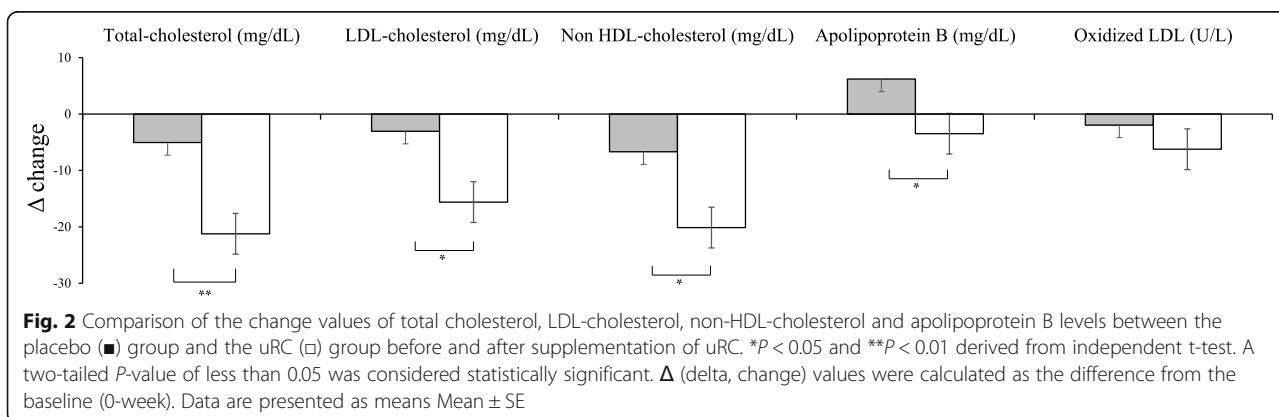 Total-cholesterol (mg/dL) LDL-cholesterol (mg/dL) Non HDL-cholesterol (mg/dL) Apolipoprotein B (mg/dL) Oxidized LDL (U/L)
10
0
-10
-20
-30
Δ change
** * * *
Fig. 2 Comparison of the change values of total cholesterol, LDL-cholesterol, non-HDL-cholesterol and apolipoprotein B levels between the
placebo (■) group and the uRC (□) group before and after supplementation of uRC. *P < 0.05 and **P < 0.01 derived from independent t-test. A
two-tailed P-value of less than 0.05 was considered statistically significant. Δ (delta, change) values were calculated as the difference from the
baseline (0-week). Data are presented as means Mean ± SE